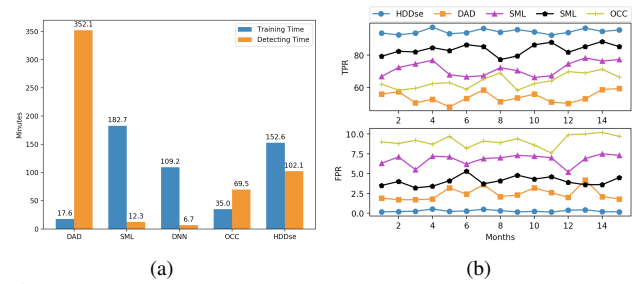 HDDse DAD SML SML OCC
350
300
250
200
150
100
50
0
Minutes
Training Time
Detecting Time
17.6
352.1
182.7
12.3
109.2
6.7
35.0
69.5
152.6
102.1
DAD SML DNN OCC HDDse
80
60
TPR
2 4 6 8 10 12 14
10.0
7.5
5.0
2.5
0.0
FPR
2 4 6 8 10 12 14
Months
(a) (b)